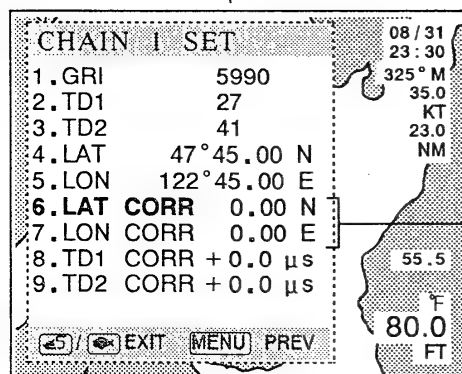 CHAIN 1 SET
1.GRI 5990
2.TD1 27
3.TD2 41
4.LAT 47°45.00 N
5.LON 122°45.00 E
6.LAT CORR 0.00 N
7.LON CORR 0.00 E
8.TD1 CORR +0.0 μs
9.TD2 CORR +0.0 μs
/ EXIT MENU PREV
08/31
23:30
325°M
35.0
KT
23.0
NM
55.5
°F
80.0
FT